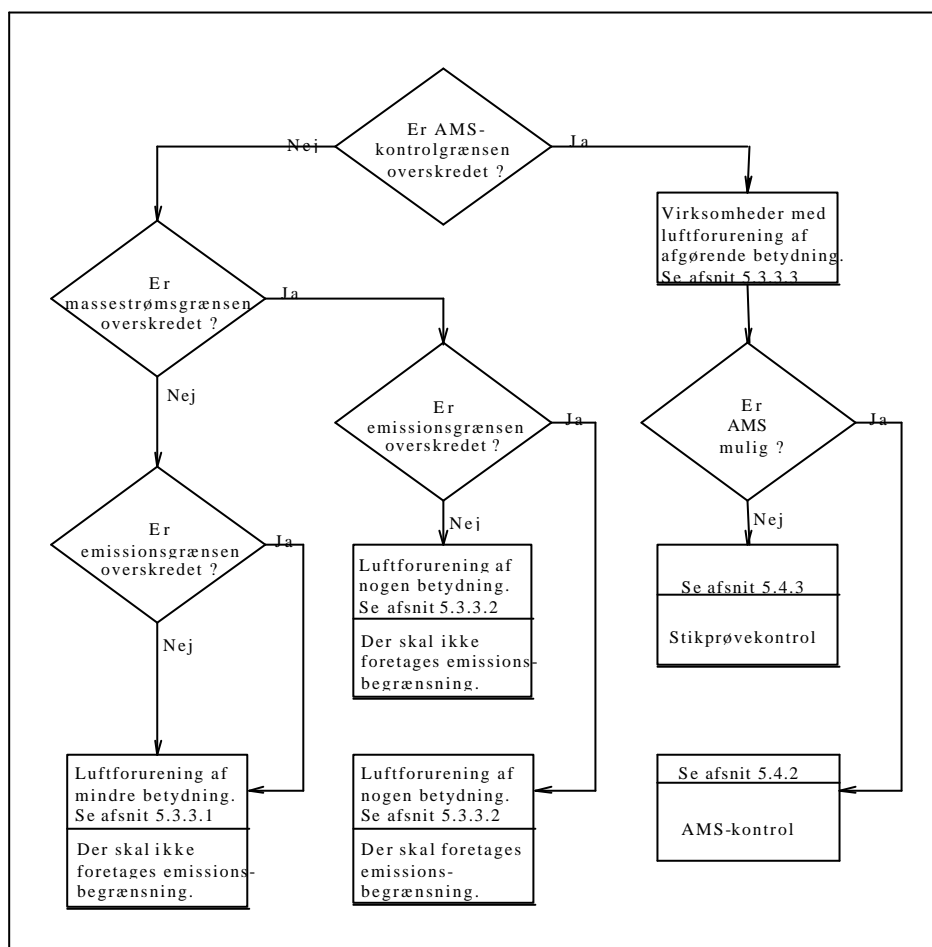 Er AMS-
kontrolgrænsen
overskredet ?
Nej
Ja
Virksomheder med
luftforurening af
afgørende betydning.
Se afsnit 5.3.3.3
Er
massestrømsgrænsen
overskredet ?
Ja
Nej
Er
emissionsgrænsen
overskredet ?
Ja
Nej
Er
AMS
mulig ?
Ja
Nej
Er
emissionsgrænsen
overskredet ?
Ja
Nej
Luftforurening af
nogen betydning.
Se afsnit 5.3.3.2
Der skal ikke
foretages emissions-
begrænsning.
Se afsnit 5.4.3
Stikprøvekontrol
Luftforurening af
mindre betydning.
Se afsnit 5.3.3.1
Der skal ikke
foretages emissions-
begrænsning.
Luftforurening af
nogen betydning.
Se afsnit 5.3.3.2
Der skal foretages
emissions-
begrænsning.
Se afsnit 5.4.2
AMS-kontrol